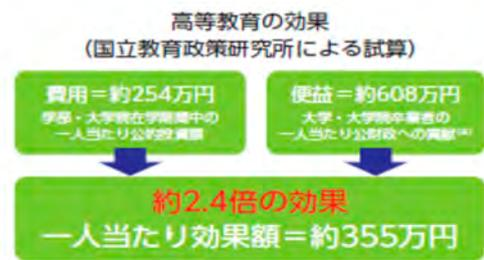 高等教育の効果
(国立教育政策研究所による試算)
費用=約254万円
学部・大学院在学期間中の
一人当たり公的投資額
便益=約608万円
大学・大学院卒業者の
一人当たり公財政への貢献
約2.4倍の効果
一人当たり効果額=約355万円